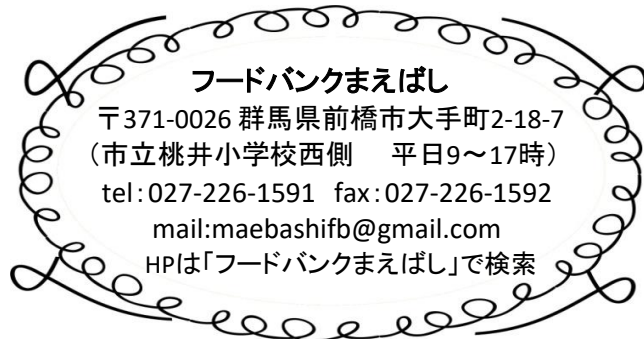 フードバンクまえばし
〒371-0026 群馬県前橋市大手町2-18-7
（市立桃井小学校西側　平日9～17時）
tel：027-226-1591 fax：027-226-1592
mail:maebashifb@gmail.com
HPは「フードバンクまえばし」で検索